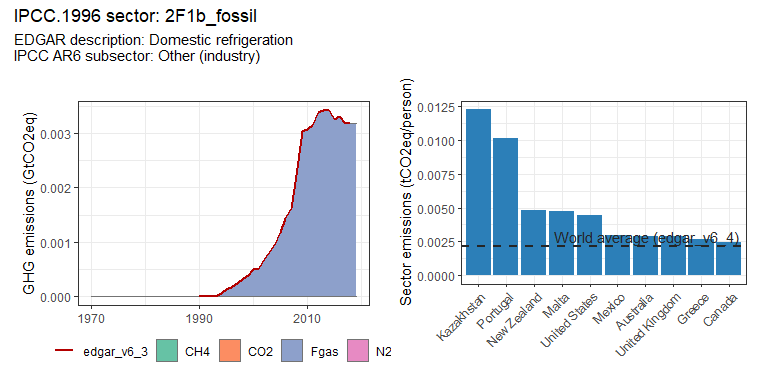 IPCC.1996 sector: 2F1b_fossil
EDGAR description: Domestic refrigeration
IPCC AR6 subsector: Other (industry)
GHG emissions (GtCO2eq)
0.003
0.002
0.001
0.000
1970
1990
2010
edgar_v6_3
CH4
CO2
Fgas
N2
Sector emissions (tCO2eq/person)
0.0125
0.0100
0.0075
0.0050
0.0025
0.0000
World average (edgar_v6_4)
Kazakhstan
Portugal
New Zealand
Malta
United States
Mexico
Australia
United Kingdom
Greece
Canada